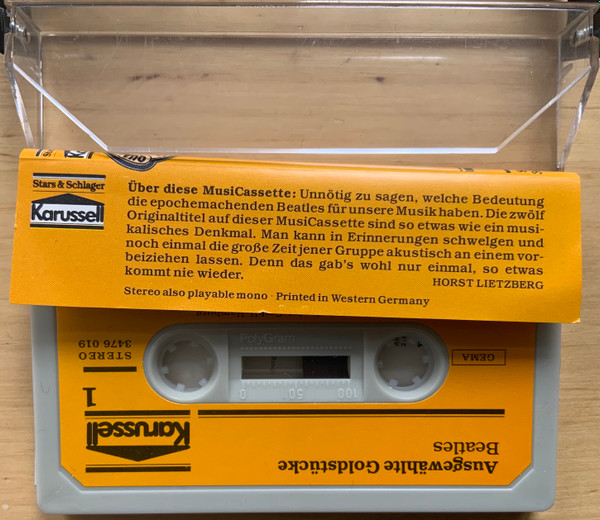 Stars & Schlager
Karussell
Über diese MusiCassette: Unnötig zu sagen, welche Bedeutung
die epochemachenden Beatles für unsere Musik haben. Die zwölf
Originaltitel auf dieser MusiCassette sind so etwas wie ein musi-
kalisches Denkmal. Man kann in Erinnerungen schwelgen und
noch einmal die große Zeit jener Gruppe akustisch an einem vor-
beiziehen lassen. Denn das gab's wohl nur einmal, so etwas
kommt nie wieder.
HORST LIETZBERG
Stereo also playable mono · Printed in Western Germany
Ausgewählte Goldstücke
Beatles
Karussell
1
GEMA
STEREO
3476 019
PolyGram
100 50 0